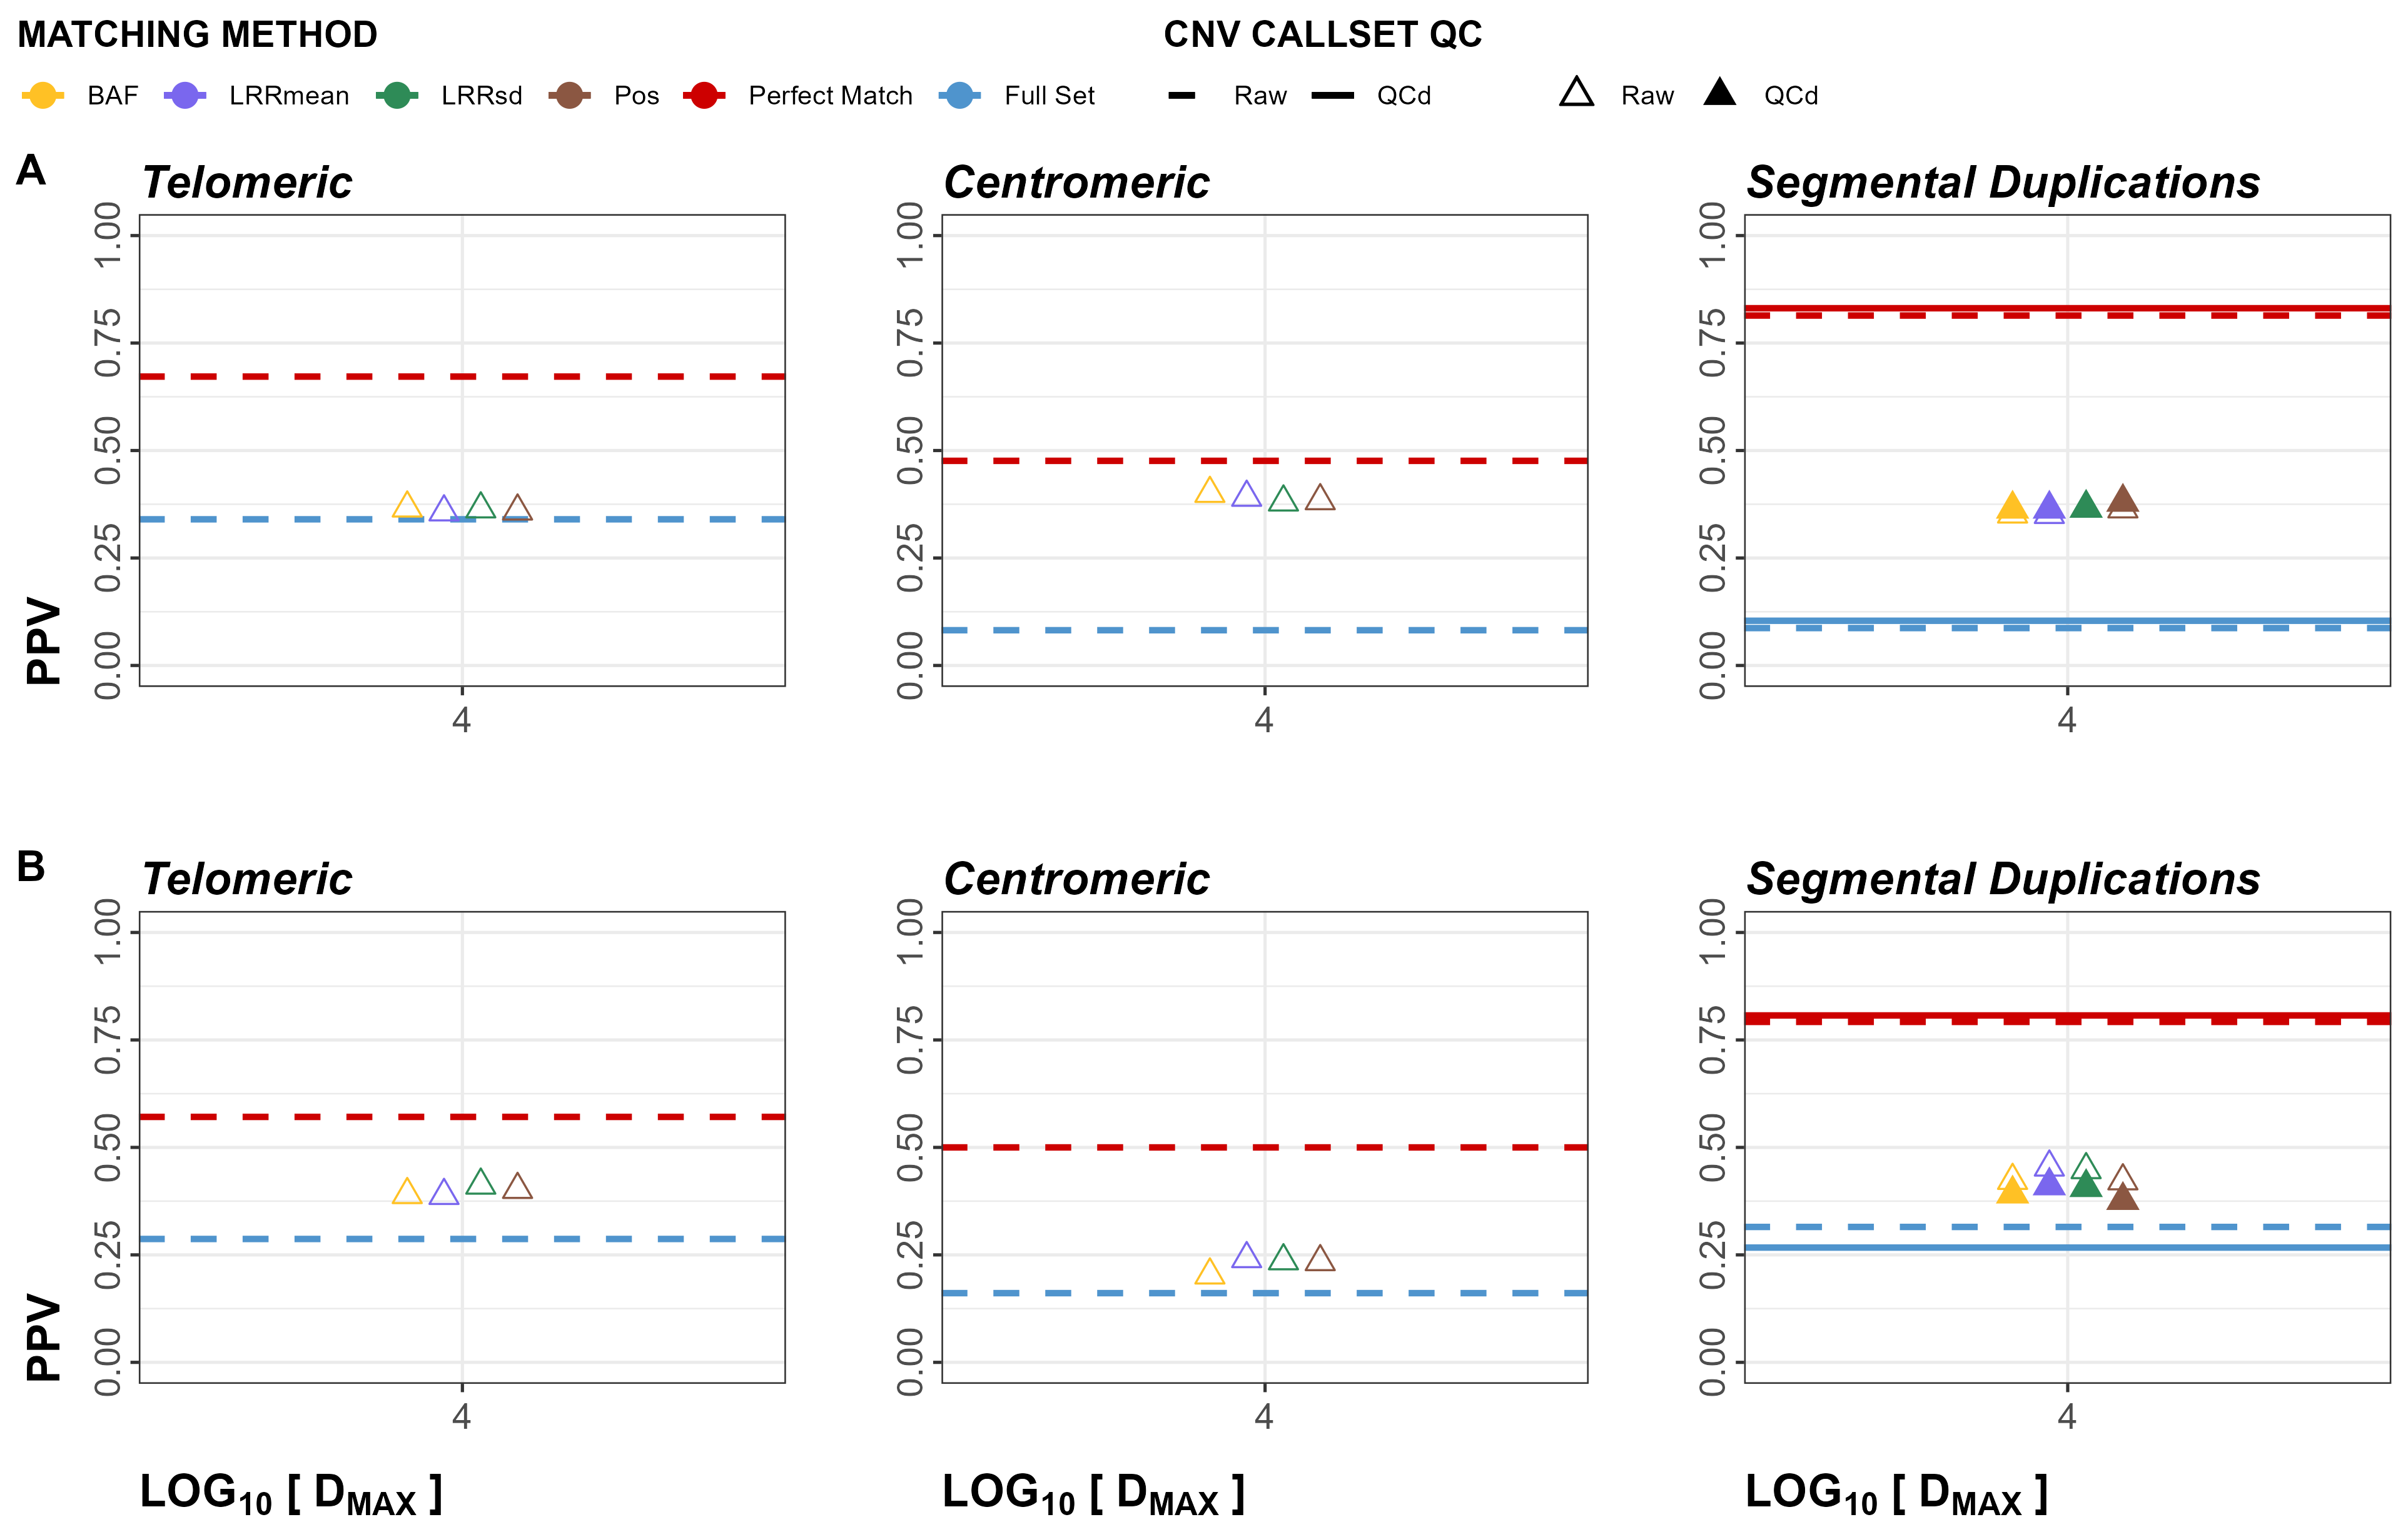 MATCHING METHOD CNV CALLSET QC
BAF LRRmean LRRsd Pos Perfect Match Full Set Raw QCd Raw QCd
A
Telomeric Centromeric Segmental Duplications
PPV
1.00 0.75 0.50 0.25 0.00
1.00 0.75 0.50 0.25 0.00
1.00 0.75 0.50 0.25 0.00
4 4 4
B
Telomeric Centromeric Segmental Duplications
PPV
1.00 0.75 0.50 0.25 0.00
1.00 0.75 0.50 0.25 0.00
1.00 0.75 0.50 0.25 0.00
4 4 4
LOG10 [ DMAX ] LOG10 [ DMAX ] LOG10 [ DMAX ]